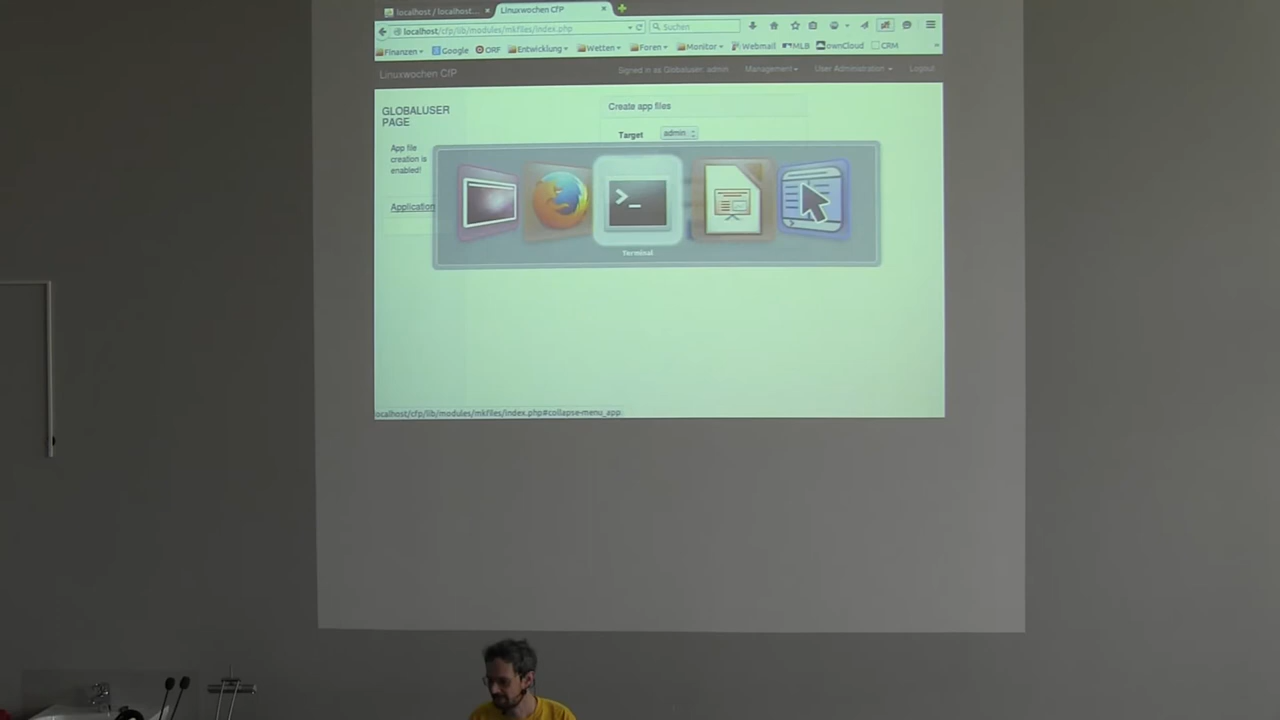 localhost / localhost...
Linuxwochen CfP
localhost/cfp/lib/modules/mkfiles/index.php
Suchen
Finanzen Google ORF Entwicklung Wetten Foren Monitor Webmail MLB ownCloud CRM
Linuxwochen CfP Signed in as Globaluser: admin Management User Administration Logout
GLOBALUSER
PAGE
App file
creation is
enabled!
Application
Create app files
Target admin
Terminal
localhost/cfp/lib/modules/mkfiles/index.php#collapse-menu_app